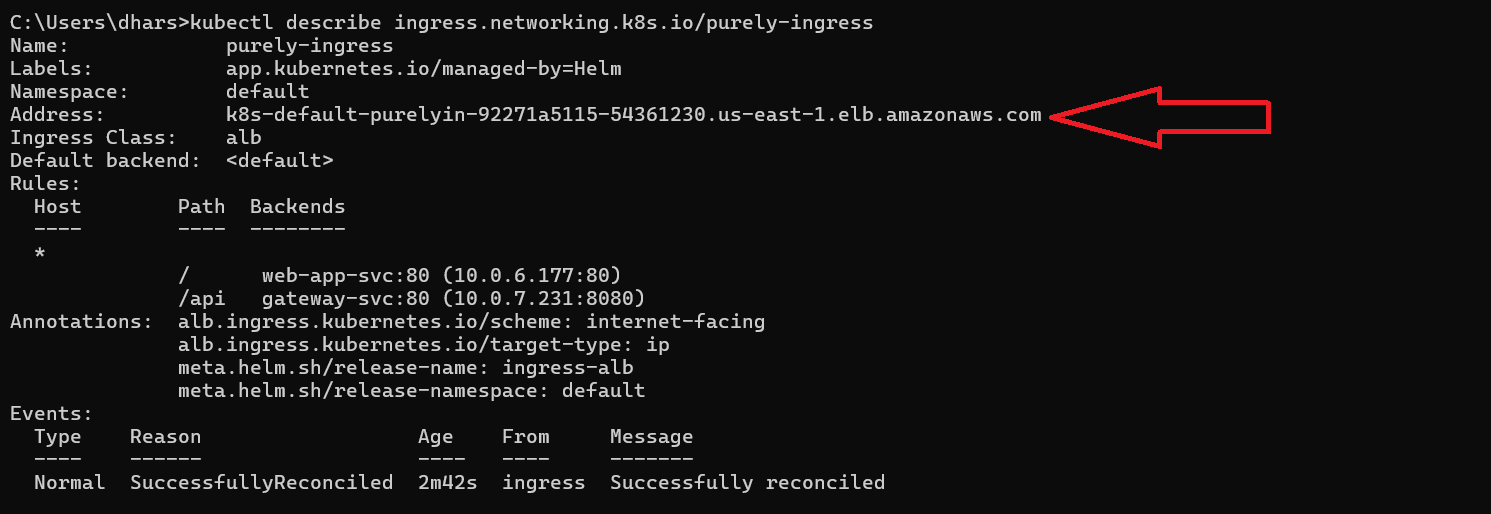 C:\Users\dhars>kubectl describe ingress.networking.k8s.io/purely-ingress
Name:             purely-ingress
Labels:           app.kubernetes.io/managed-by=Helm
Namespace:        default
Address:          k8s-default-purelyin-92271a5115-54361230.us-east-1.elb.amazonaws.com
Ingress Class:    alb
Default backend:  <default>
Rules:
  Host        Path  Backends
  ----        ----  --------
  *
              /      web-app-svc:80 (10.0.6.177:80)
              /api   gateway-svc:80 (10.0.7.231:8080)
Annotations:  alb.ingress.kubernetes.io/scheme: internet-facing
              alb.ingress.kubernetes.io/target-type: ip
              meta.helm.sh/release-name: ingress-alb
              meta.helm.sh/release-namespace: default
Events:
  Type    Reason                  Age    From     Message
  ----    ------                  ----   ----     -------
  Normal  SuccessfullyReconciled  2m42s  ingress  Successfully reconciled